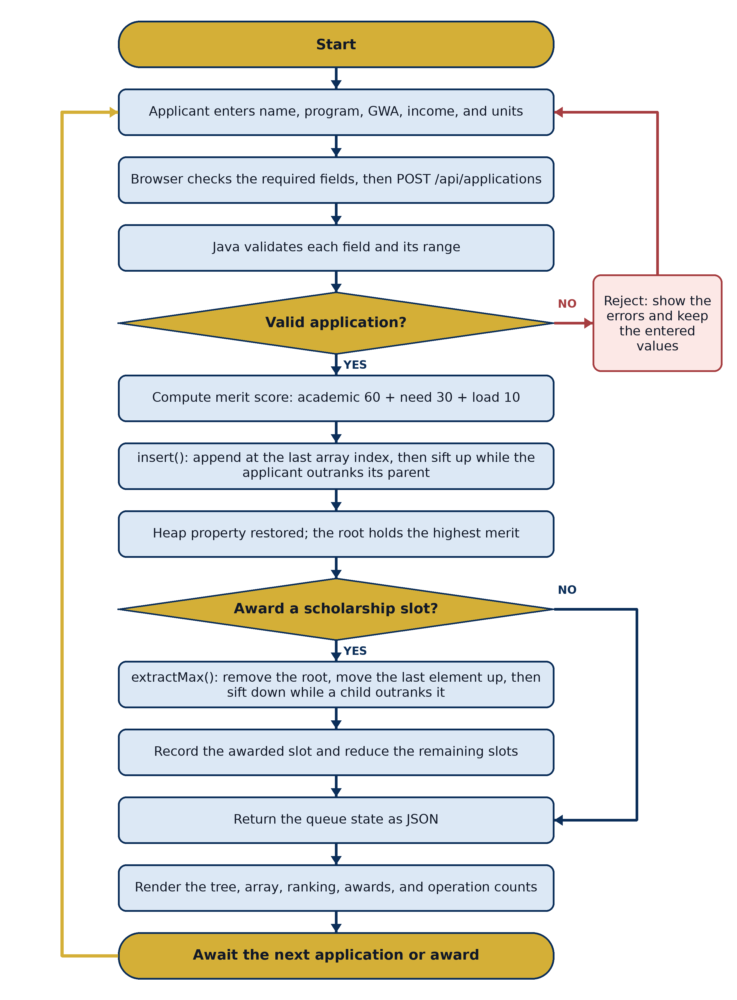 Start
Applicant enters name, program, GWA, income, and units
Browser checks the required fields, then POST /api/applications
Java validates each field and its range
Valid application?
NO
Reject: show the
errors and keep
the entered
values
YES
Compute merit score: academic 60 + need 30 + load 10
insert(): append at the last array index, then sift up while the
applicant outranks its parent
Heap property restored; the root holds the highest merit
Award a scholarship slot?
NO
YES
extractMax(): remove the root, move the last element up, then
sift down while a child outranks it
Record the awarded slot and reduce the remaining slots
Return the queue state as JSON
Render the tree, array, ranking, awards, and operation counts
Await the next application or award